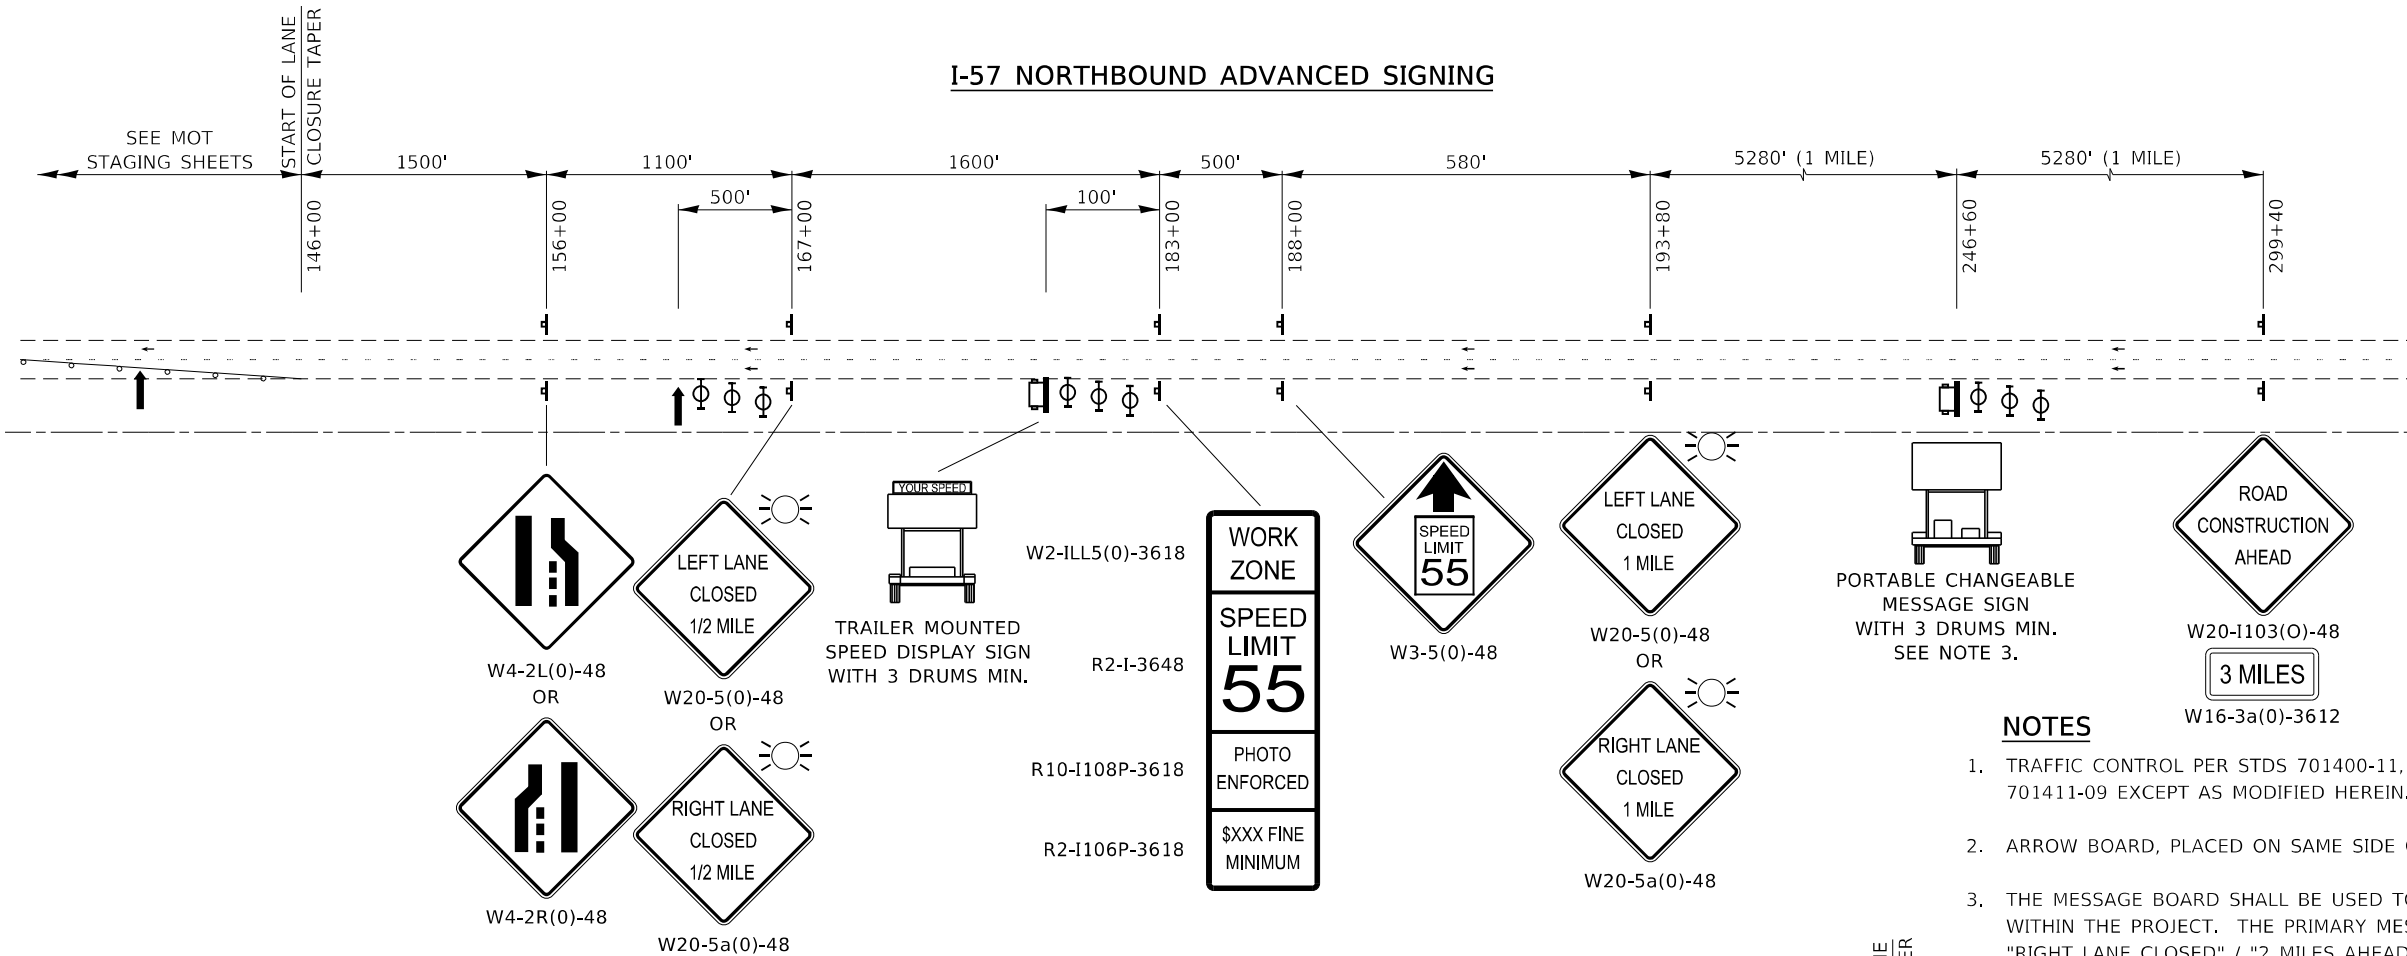 I-57 NORTHBOUND ADVANCED SIGNING
SEE MOT
STAGING SHEETS
START OF LANE
CLOSURE TAPER
1500'
1100'
1600'
500'
580'
5280' (1 MILE)
5280' (1 MILE)
500'
100'
146+00
156+00
167+00
183+00
188+00
193+80
246+60
299+40
W4-2L(0)-48
OR
W4-2R(0)-48
LEFT LANE
CLOSED
1/2 MILE
W20-5(0)-48
OR
RIGHT LANE
CLOSED
1/2 MILE
W20-5a(0)-48
YOUR SPEED
TRAILER MOUNTED
SPEED DISPLAY SIGN
WITH 3 DRUMS MIN.
W2-ILL5(0)-3618
WORK
ZONE
R2-I-3648
SPEED
LIMIT
55
R10-I108P-3618
PHOTO
ENFORCED
R2-I106P-3618
$XXX FINE
MINIMUM
SPEED
LIMIT
55
W3-5(0)-48
LEFT LANE
CLOSED
1 MILE
W20-5(0)-48
OR
RIGHT LANE
CLOSED
1 MILE
W20-5a(0)-48
PORTABLE CHANGEABLE
MESSAGE SIGN
WITH 3 DRUMS MIN.
SEE NOTE 3.
ROAD
CONSTRUCTION
AHEAD
W20-I103(O)-48
3 MILES
W16-3a(0)-3612
NOTES
1. TRAFFIC CONTROL PER STDS 701400-11,
701411-09 EXCEPT AS MODIFIED HEREIN.
2. ARROW BOARD, PLACED ON SAME SIDE
3. THE MESSAGE BOARD SHALL BE USED TO
WITHIN THE PROJECT. THE PRIMARY
"RIGHT LANE CLOSED" / "2 MILES AHEAD